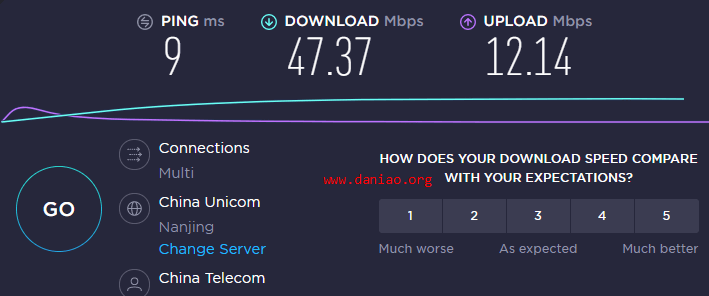 PING ms
DOWNLOAD Mbps
UPLOAD Mbps
9
47.37
12.14
GO
Connections
Multi
China Unicom
Nanjing
Change Server
China Telecom
HOW DOES YOUR DOWNLOAD SPEED COMPARE
WITH YOUR EXPECTATIONS?
www.daniao.org
1 2 3 4 5
Much worse As expected Much better